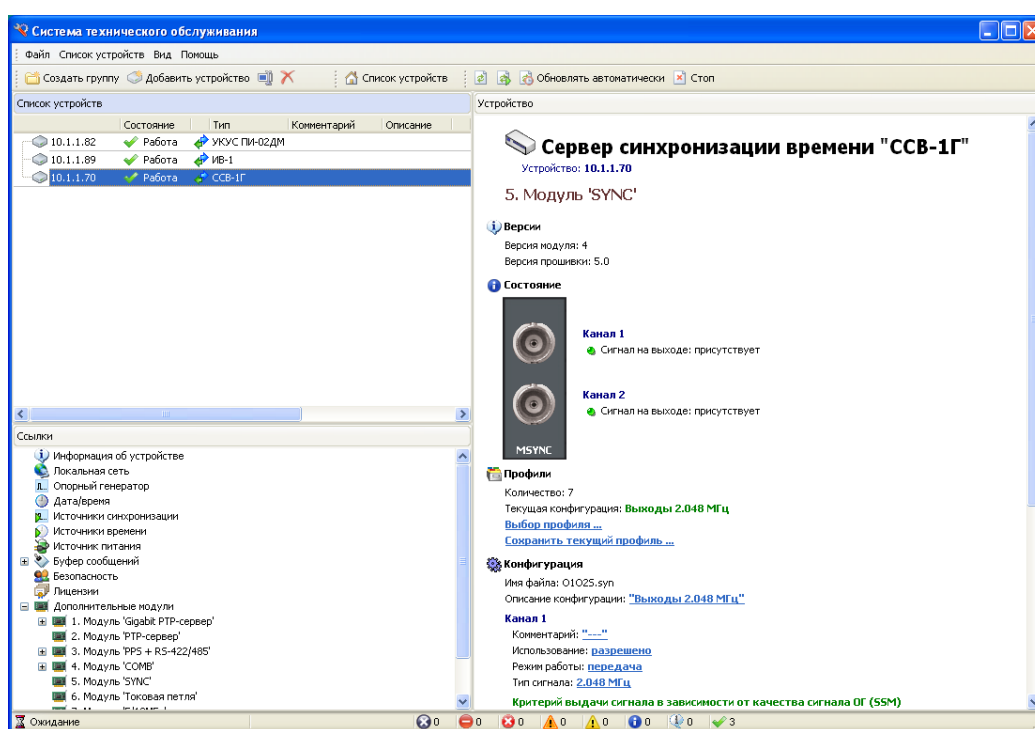 Система технического обслуживания
Файл Список устройств Вид Помощь
Создать группу Добавить устройство Список устройств Обновлять автоматически Стоп
Список устройств
Состояние Тип Комментарий Описание
10.1.1.82 Работа УКУС ПИ-02ДМ
10.1.1.89 Работа ИВ-1
10.1.1.70 Работа ССВ-1Г
Ссылки
Информация об устройстве
Локальная сеть
Опорный генератор
Дата/время
Источники синхронизации
Источники времени
Источник питания
Буфер сообщений
Безопасность
Лицензии
Дополнительные модули
1. Модуль 'Gigabit PTP-сервер'
2. Модуль 'PTP-сервер'
3. Модуль 'PPS + RS-422/485'
4. Модуль 'COMB'
5. Модуль 'SYNC'
6. Модуль 'Токовая петля'
Устройство
Сервер синхронизации времени "ССВ-1Г"
Устройство: 10.1.1.70
5. Модуль 'SYNC'
Версии
Версия модуля: 4
Версия прошивки: 5.0
Состояние
Канал 1
Сигнал на выходе: присутствует
Канал 2
Сигнал на выходе: присутствует
MSYNC
Профили
Количество: 7
Текущая конфигурация: Выходы 2.048 МГц
Выбор профиля ...
Сохранить текущий профиль ...
Конфигурация
Имя файла: O1O2S.syn
Описание конфигурации: "Выходы 2.048 МГц"
Канал 1
Комментарий: "---"
Использование: разрешено
Режим работы: передача
Тип сигнала: 2.048 МГц
Критерий выдачи сигнала в зависимости от качества сигнала ОГ (SSM)
Ожидание 0 0 0 0 0 0 0 3